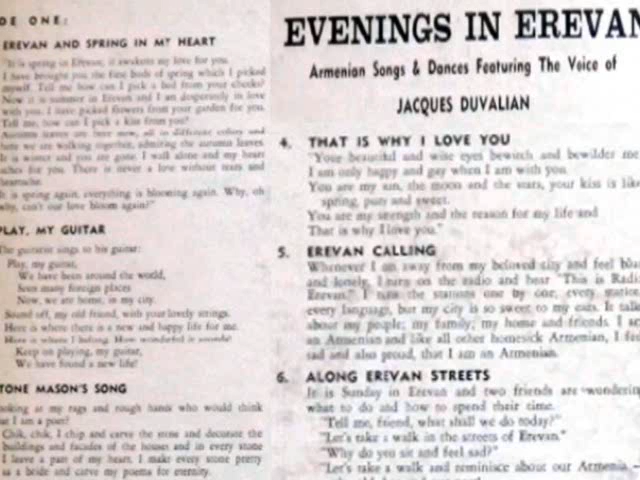 DE ONE:
EREVAN AND SPRING IN MY HEART
"It is spring in Erevan, it awakens my love for you.
I have brought you the first buds of spring which I picked
myself. Tell me how can I pick a bud from your cheeks?
Now it is summer in Erevan and I am desperately in love
with you. I have picked flowers from your garden for you.
Tell me, how can I pick a kiss from you?
Autumn leaves are here now, all in different colors and
here we are walking together, admiring the autumn leaves.
It is winter and you are gone. I walk alone and my heart
aches for you. There is never a love without tears and
heartache.
It is spring again, everything is blooming again. Why, oh
why, can't our love bloom again?"
PLAY, MY GUITAR
The guitarist sings to his guitar:
Play, my guitar,
We have been around the world,
Seen many foreign places
Now, we are home, in my city.
Sound off, my old friend, with your lovely strings.
Here is where there is a new and happy life for me.
Here is where I belong. How wonderful it sounds!
Keep on playing, my guitar,
We have found a new life!
TONE MASON'S SONG
ooking at my rags and rough hands who would think
at I am a poet?
Chik, chik, I chip and carve the stone and decorate the
buildings and facades of the houses and in every stone
I leave a part of my heart. I make every stone pretty
as a bride and carve my poems for eternity.
EVENINGS IN EREVAN
Armenian Songs & Dances Featuring The Voice of
JACQUES DUVALIAN
4. THAT IS WHY I LOVE YOU
"Your beautiful and wise eyes bewitch and bewilder me
I am only happy and gay when I am with you.
You are my sun, the moon and the stars, your kiss is like
spring, pure and sweet.
You are my strength and the reason for my life and
That is why I love you."
5. EREVAN CALLING
Whenever I am away from my beloved city and feel blue
and lonely, I turn on the radio and hear "This is Radi
Erevan." I turn the stations one by one, every station
every language, but my city is so sweet to my ears. It talks
about my people; my family; my home and friends. I a
an Armenian and like all other homesick Armenian, I fee
sad and also proud, that I am an Armenian.
6. ALONG EREVAN STREETS
It is Sunday in Erevan and two friends are wondering
what to do and how to spend their time.
"Tell me, friend, what shall we do today?"
"Let's take a walk in the streets of Erevan."
"Why do you sit and feel sad?"
"Let's take a walk and reminisce about our Armenia